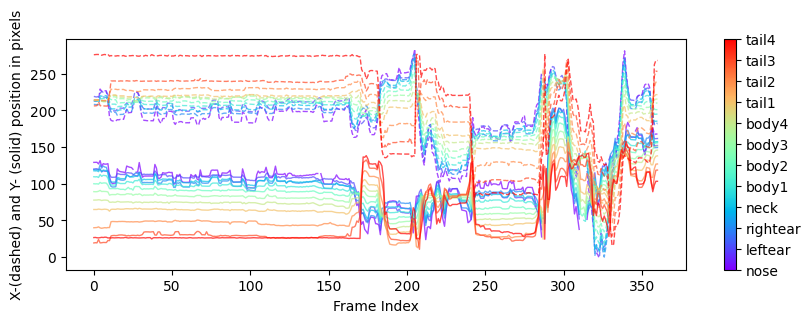 X-(dashed) and Y- (solid) position in pixels
250
200
150
100
50
0
0 50 100 150 200 250 300 350
Frame Index
tail4
tail3
tail2
tail1
body4
body3
body2
body1
neck
rightear
leftear
nose